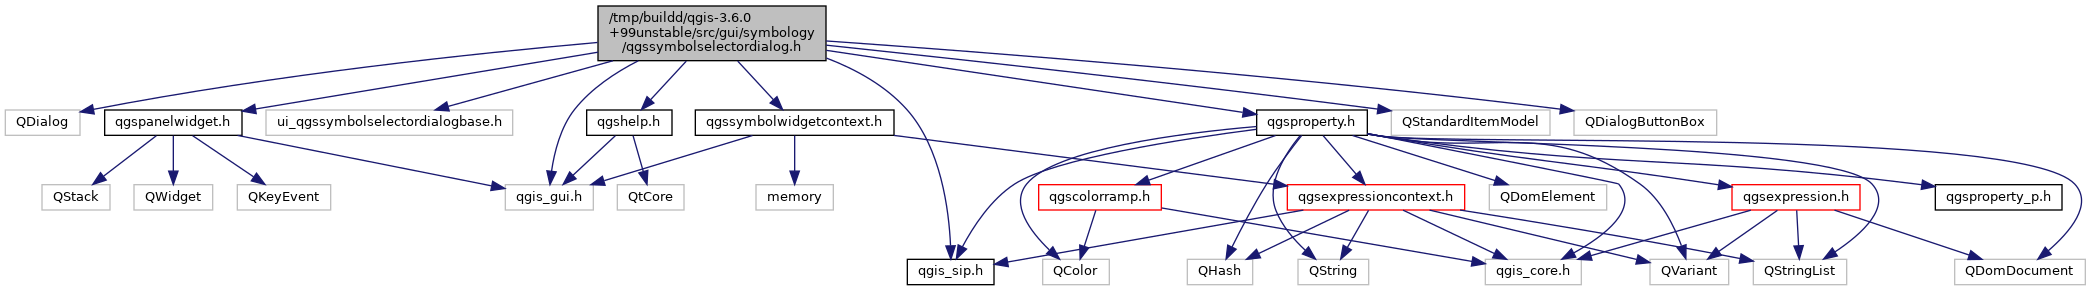 /tmp/buildd/qgis-3.6.0
+99unstable/src/gui/symbology
/qgssymbolselectordialog.h
QDialog
qgspanelwidget.h
ui_qgssymbolselectordialogbase.h
qgshelp.h
qgssymbolwidgetcontext.h
qgsproperty.h
QStandardItemModel
QDialogButtonBox
QStack
QWidget
QKeyEvent
qgis_gui.h
QtCore
memory
qgscolorramp.h
qgsexpressioncontext.h
QDomElement
qgsexpression.h
qgsproperty_p.h
qgis_sip.h
QColor
QHash
QString
qgis_core.h
QVariant
QStringList
QDomDocument